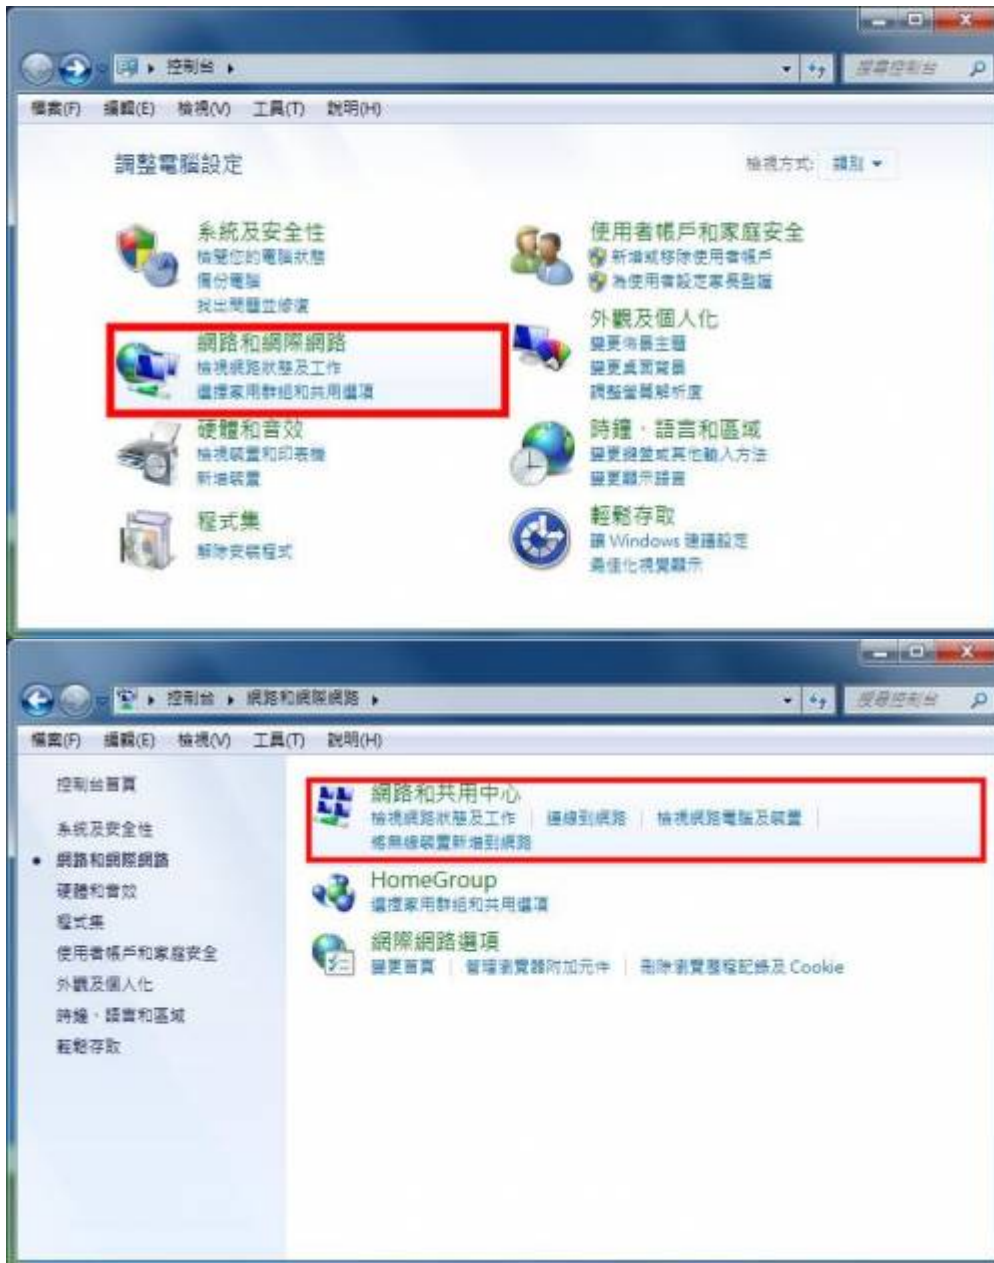 控制台
搜尋控制台
檔案(F) 編輯(E) 檢視(V) 工具(T) 說明(H)
調整電腦設定
檢視方式: 類別
系統及安全性
檢閱您的電腦狀態
備份電腦
找出問題並修復
網路和網際網路
檢視網路狀態及工作
選擇家用群組和共用選項
硬體和音效
檢視裝置和印表機
新增裝置
程式集
解除安裝程式
使用者帳戶和家庭安全
新增或移除使用者帳戶
為使用者設定家長監護
外觀及個人化
變更佈景主題
變更桌面背景
調整螢幕解析度
時鐘、語言和區域
變更鍵盤或其他輸入方法
變更顯示語言
輕鬆存取
讓 Windows 建議設定
最佳化視覺顯示
控制台 網路和網際網路
搜尋控制台
檔案(F) 編輯(E) 檢視(V) 工具(T) 說明(H)
控制台首頁
系統及安全性
網路和網際網路
硬體和音效
程式集
使用者帳戶和家庭安全
外觀及個人化
時鐘、語言和區域
輕鬆存取
網路和共用中心
檢視網路狀態及工作 連線到網路 檢視網路電腦及裝置
將無線裝置新增到網路
HomeGroup
選擇家用群組和共用選項
網際網路選項
變更首頁 管理瀏覽器附加元件 刪除瀏覽歷程記錄及 Cookie